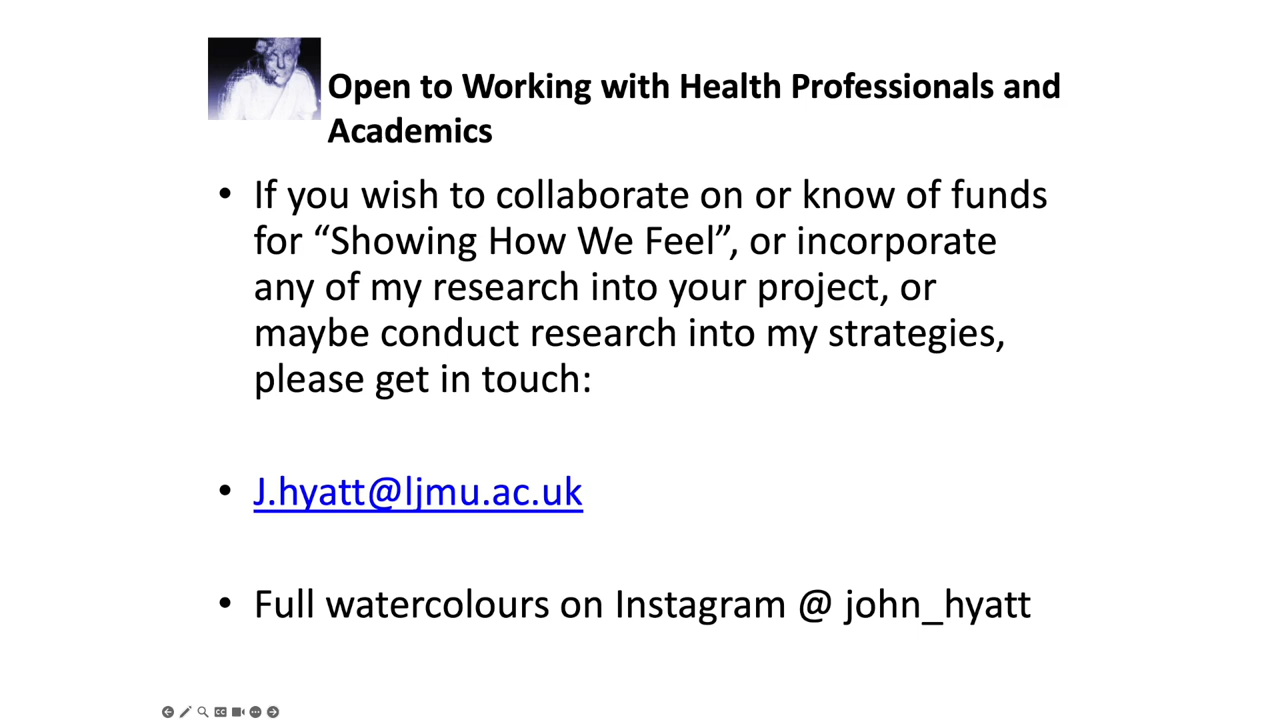 Open to Working with Health Professionals and
Academics
• If you wish to collaborate on or know of funds
for “Showing How We Feel”, or incorporate
any of my research into your project, or
maybe conduct research into my strategies,
please get in touch:
• J.hyatt@ljmu.ac.uk
• Full watercolours on Instagram @ john_hyatt